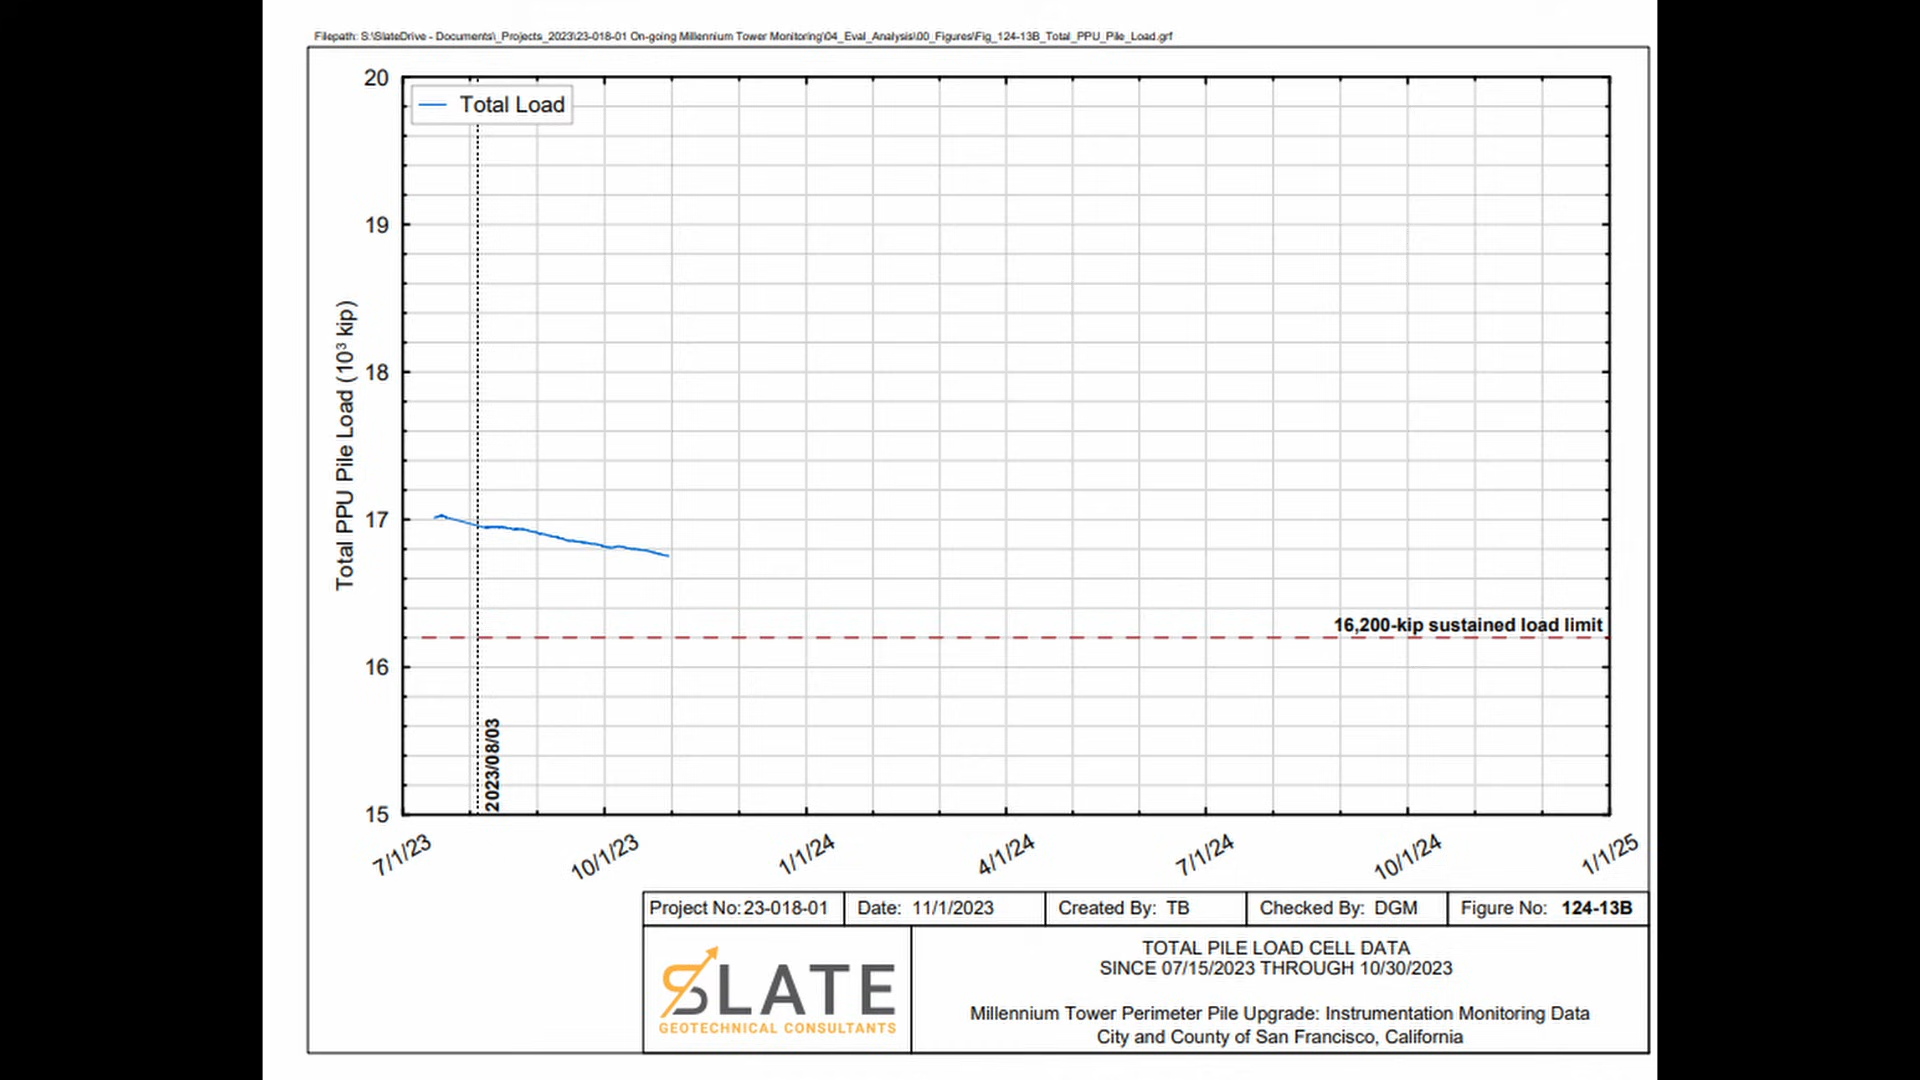 Filepath: S:\SlateDrive - Documents\_Projects_2023\23-018-01 On-going Millennium Tower Monitoring\04_Eval_Analysis\00_Figures\Fig_124-13B_Total_PPU_Pile_Load.grf
Total Load
Total PPU Pile Load (10³ kip)
20
19
18
17
16
15
16,200-kip sustained load limit
2023/08/03
7/1/23
10/1/23
1/1/24
4/1/24
7/1/24
10/1/24
1/1/25
Project No: 23-018-01 Date: 11/1/2023 Created By: TB Checked By: DGM Figure No: 124-13B
SLATE
GEOTECHNICAL CONSULTANTS
TOTAL PILE LOAD CELL DATA
SINCE 07/15/2023 THROUGH 10/30/2023
Millennium Tower Perimeter Pile Upgrade: Instrumentation Monitoring Data
City and County of San Francisco, California